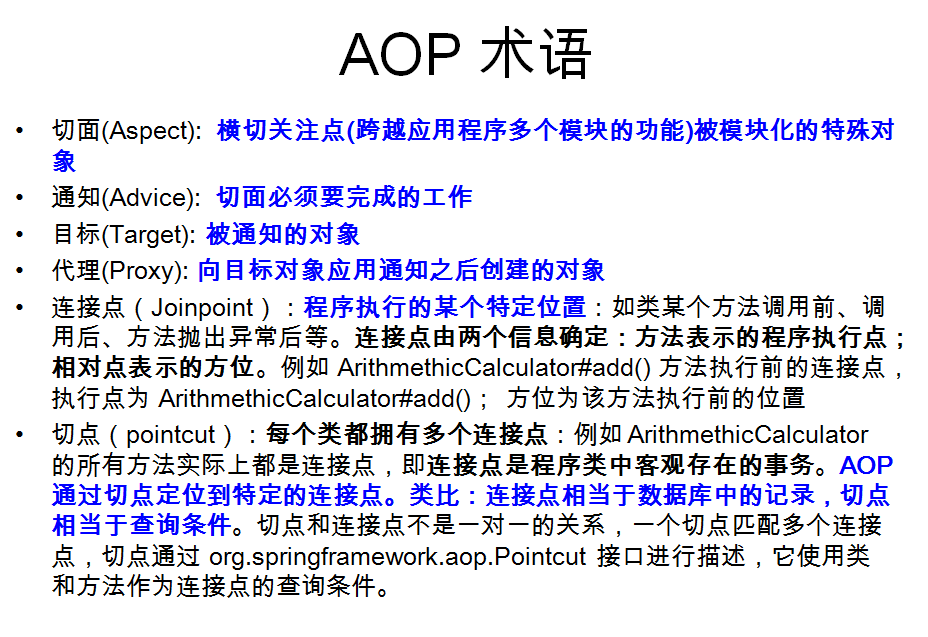 AOP 术语
• 切面(Aspect): 横切关注点(跨越应用程序多个模块的功能)被模块化的特殊对
象
• 通知(Advice): 切面必须要完成的工作
• 目标(Target): 被通知的对象
• 代理(Proxy): 向目标对象应用通知之后创建的对象
• 连接点（Joinpoint）：程序执行的某个特定位置：如类某个方法调用前、调
用后、方法抛出异常后等。连接点由两个信息确定：方法表示的程序执行点；
相对点表示的方位。例如 ArithmethicCalculator#add() 方法执行前的连接点，
执行点为 ArithmethicCalculator#add()； 方位为该方法执行前的位置
• 切点（pointcut）：每个类都拥有多个连接点：例如 ArithmethicCalculator
的所有方法实际上都是连接点，即连接点是程序类中客观存在的事务。AOP
通过切点定位到特定的连接点。类比：连接点相当于数据库中的记录，切点
相当于查询条件。切点和连接点不是一对一的关系，一个切点匹配多个连接
点，切点通过 org.springframework.aop.Pointcut 接口进行描述，它使用类
和方法作为连接点的查询条件。